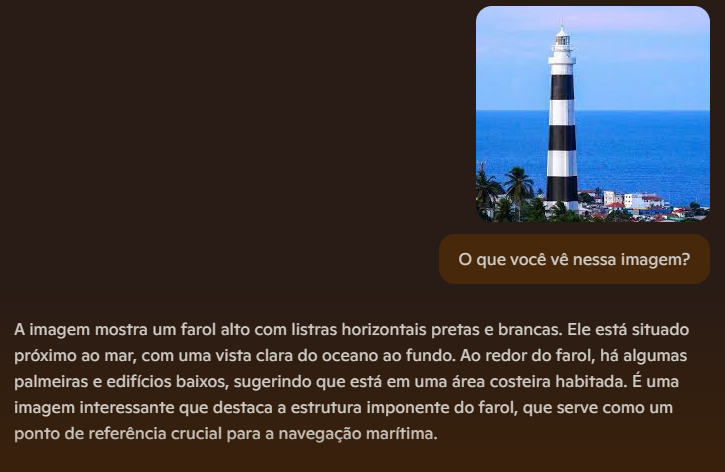 O que você vê nessa imagem?
A imagem mostra um farol alto com listras horizontais pretas e brancas. Ele está situado
próximo ao mar, com uma vista clara do oceano ao fundo. Ao redor do farol, há algumas
palmeiras e edifícios baixos, sugerindo que está em uma área costeira habitada. É uma
imagem interessante que destaca a estrutura imponente do farol, que serve como um
ponto de referência crucial para a navegação marítima.